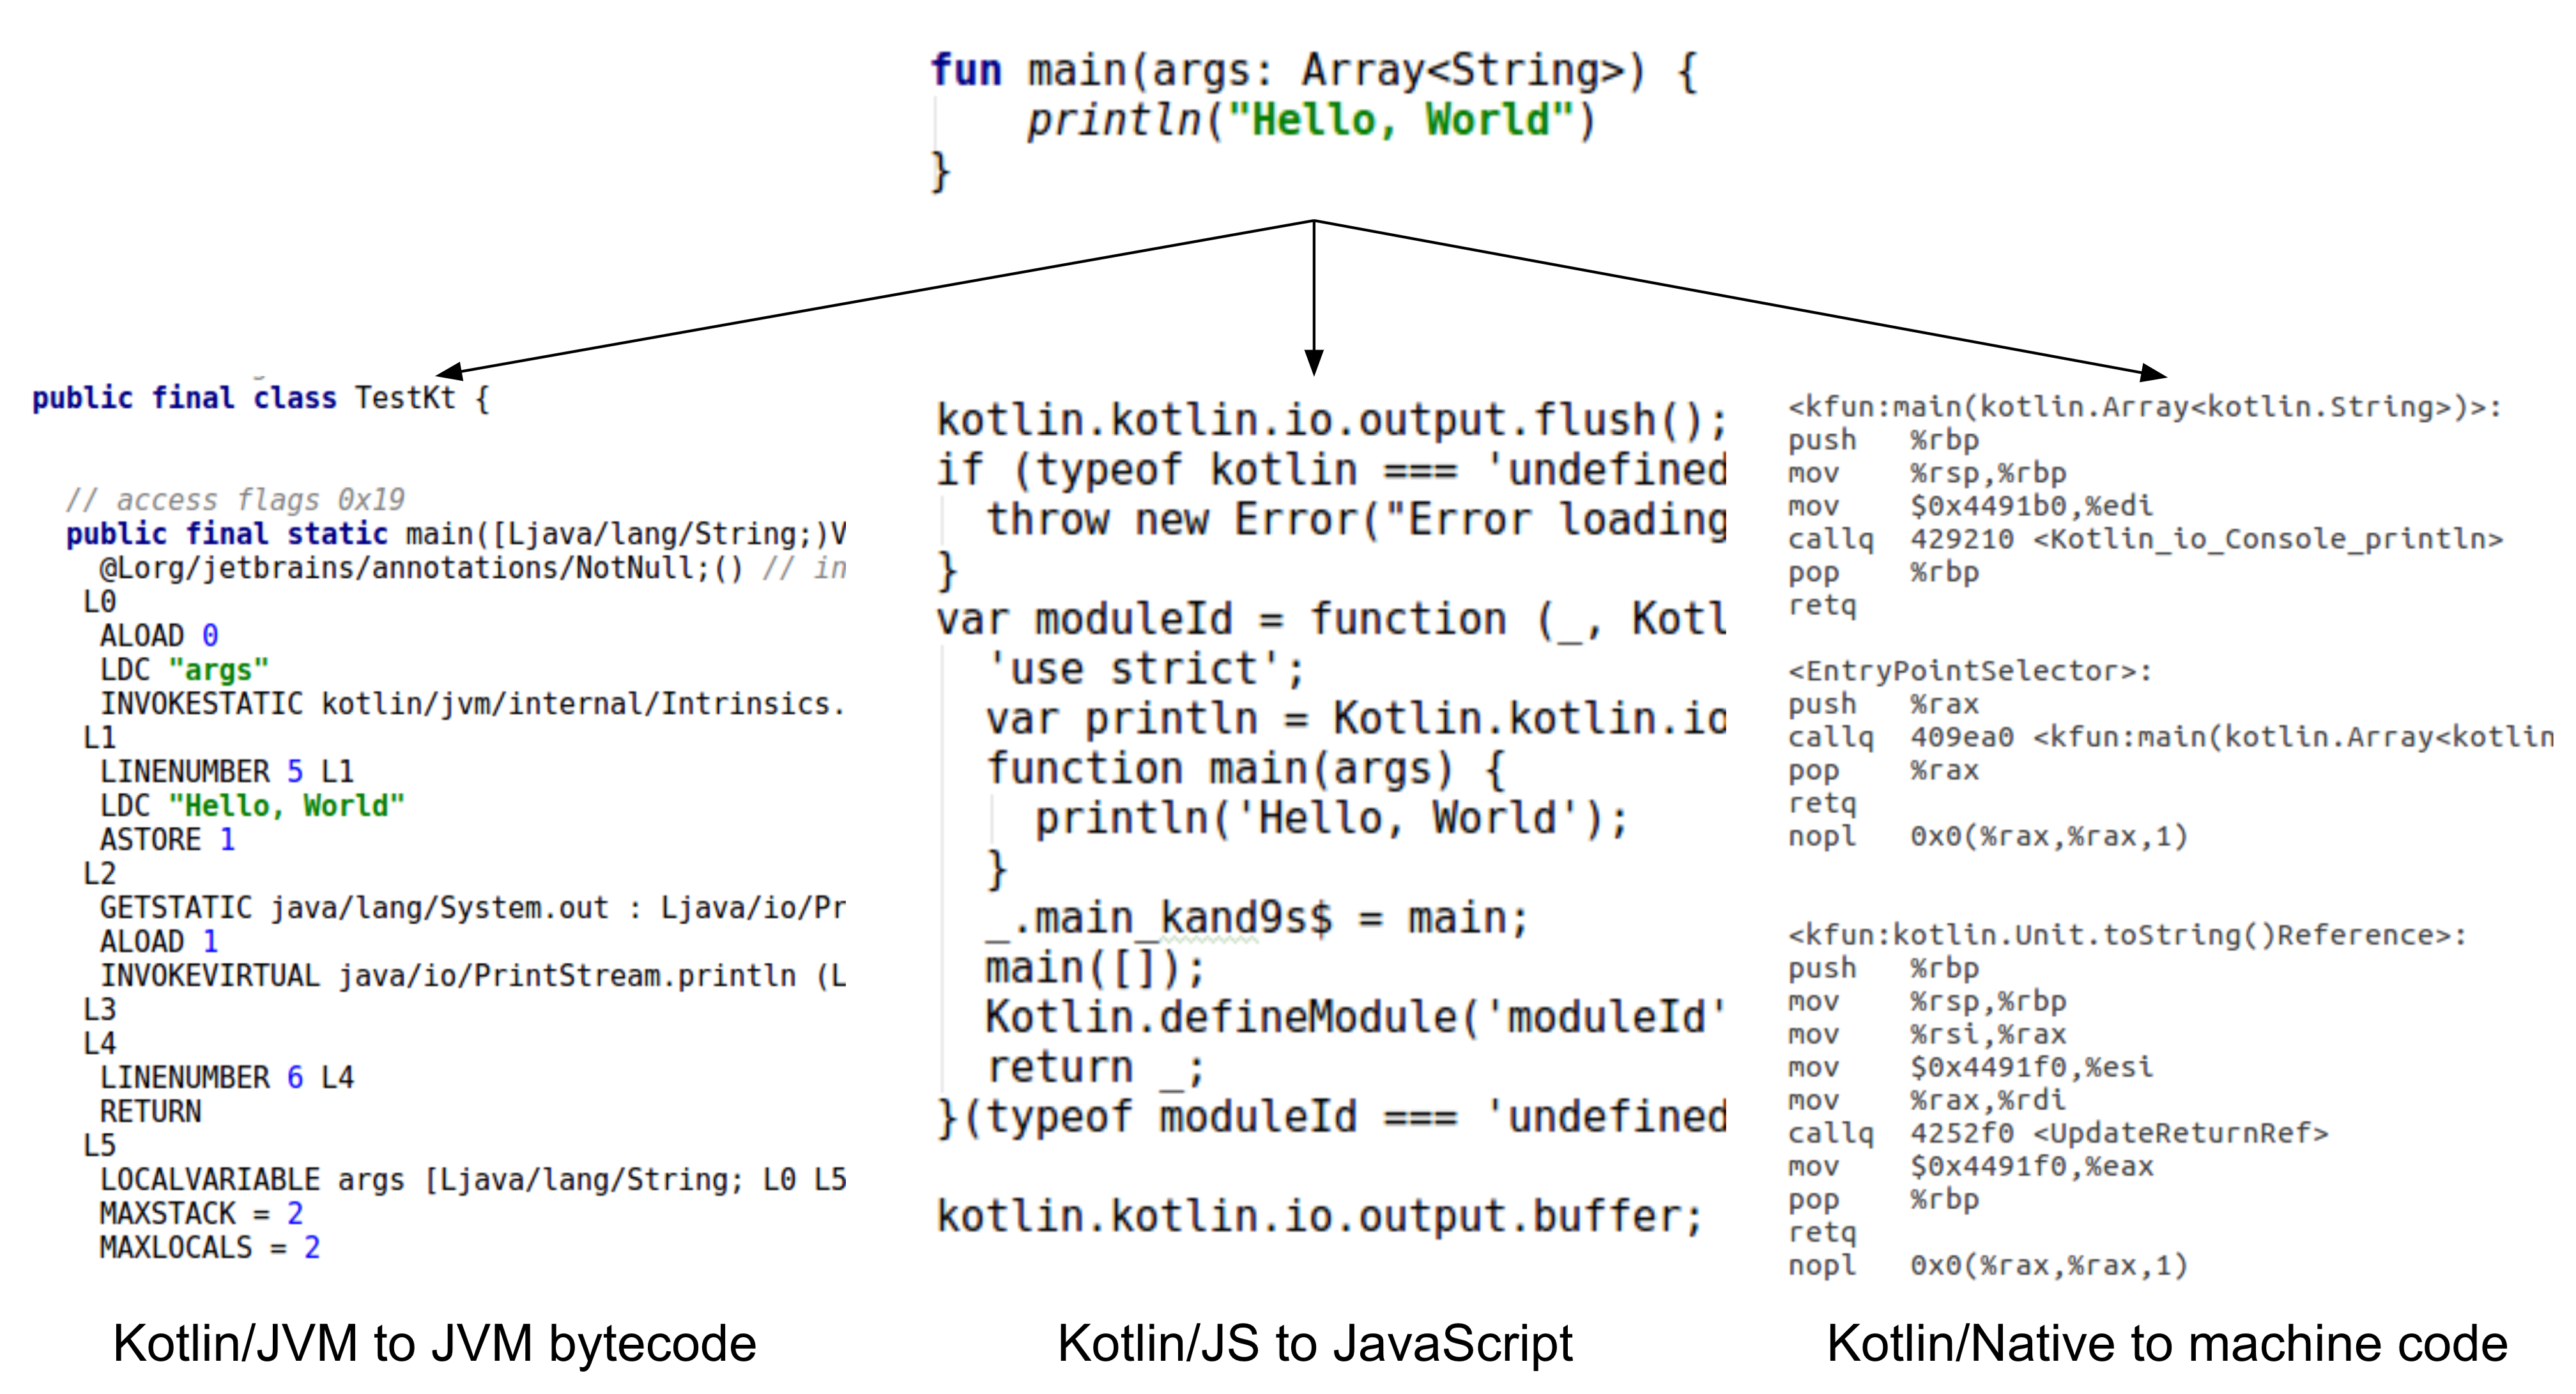 fun main(args: Array<String>) {
    println("Hello, World")
}
public final class TestKt {
// access flags 0x19
public final static main([Ljava/lang/String;)V
@Lorg/jetbrains/annotations/NotNull;() // in
L0
ALOAD 0
LDC "args"
INVOKESTATIC kotlin/jvm/internal/Intrinsics.
L1
LINENUMBER 5 L1
LDC "Hello, World"
ASTORE 1
L2
GETSTATIC java/lang/System.out : Ljava/io/Pr
ALOAD 1
INVOKEVIRTUAL java/io/PrintStream.println (L
L3
L4
LINENUMBER 6 L4
RETURN
L5
LOCALVARIABLE args [Ljava/lang/String; L0 L5
MAXSTACK = 2
MAXLOCALS = 2
Kotlin/JVM to JVM bytecode
kotlin.kotlin.io.output.flush();
if (typeof kotlin === 'undefined
  throw new Error("Error loading
}
var moduleId = function (_, Kotl
  'use strict';
  var println = Kotlin.kotlin.io
  function main(args) {
    println('Hello, World');
  }
  _.main_kand9s$ = main;
  main([]);
  Kotlin.defineModule('moduleId'
  return _;
}(typeof moduleId === 'undefined
kotlin.kotlin.io.output.buffer;
Kotlin/JS to JavaScript
<kfun:main(kotlin.Array<kotlin.String>)>:
push %rbp
mov %rsp,%rbp
mov $0x4491b0,%edi
callq 429210 <Kotlin_io_Console_println>
pop %rbp
retq
<EntryPointSelector>:
push %rax
callq 409ea0 <kfun:main(kotlin.Array<kotlin
pop %rax
retq
nopl 0x0(%rax,%rax,1)
<kfun:kotlin.Unit.toString()Reference>:
push %rbp
mov %rsp,%rbp
mov %rsi,%rax
mov $0x4491f0,%esi
mov %rax,%rdi
callq 4252f0 <UpdateReturnRef>
mov $0x4491f0,%eax
pop %rbp
retq
nopl 0x0(%rax,%rax,1)
Kotlin/Native to machine code